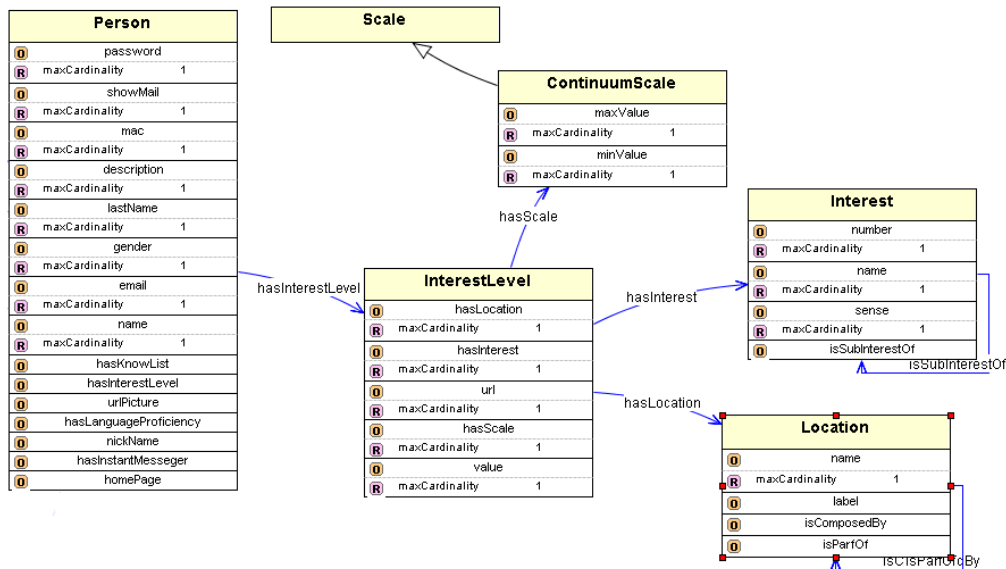 Person
O password
R maxCardinality 1
O showMail
R maxCardinality 1
O mac
R maxCardinality 1
O description
R maxCardinality 1
O lastName
R maxCardinality 1
O gender
R maxCardinality 1
O email
R maxCardinality 1
O name
R maxCardinality 1
O hasKnowList
O hasInterestLevel
O urlPicture
O hasLanguageProficiency
O nickName
O hasInstantMesseger
O homePage
Scale
ContinuumScale
O maxValue
R maxCardinality 1
O minValue
R maxCardinality 1
hasScale
hasInterestLevel
InterestLevel
O hasLocation
R maxCardinality 1
O hasInterest
R maxCardinality 1
O url
R maxCardinality 1
O hasScale
R maxCardinality 1
O value
R maxCardinality 1
hasInterest
Interest
O number
R maxCardinality 1
O name
R maxCardinality 1
O sense
R maxCardinality 1
O isSubInterestOf
isSubInterestOf
hasLocation
Location
O name
R maxCardinality 1
O label
O isComposedBy
O isParfOf